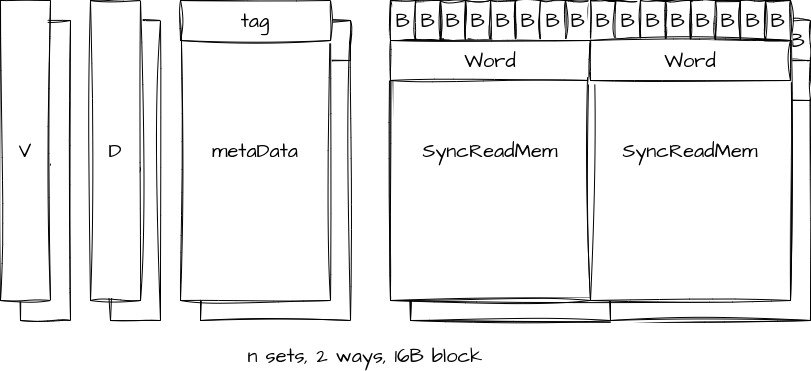 tag B B B B B B B B B B B B B B B B
B
Word Word
V D metaData SyncReadMem SyncReadMem
n sets, 2 ways, 16B block